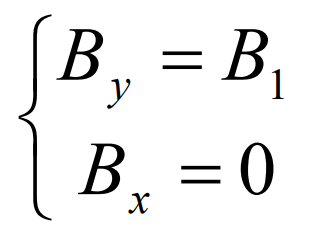 B_y = B_1
B_x = 0